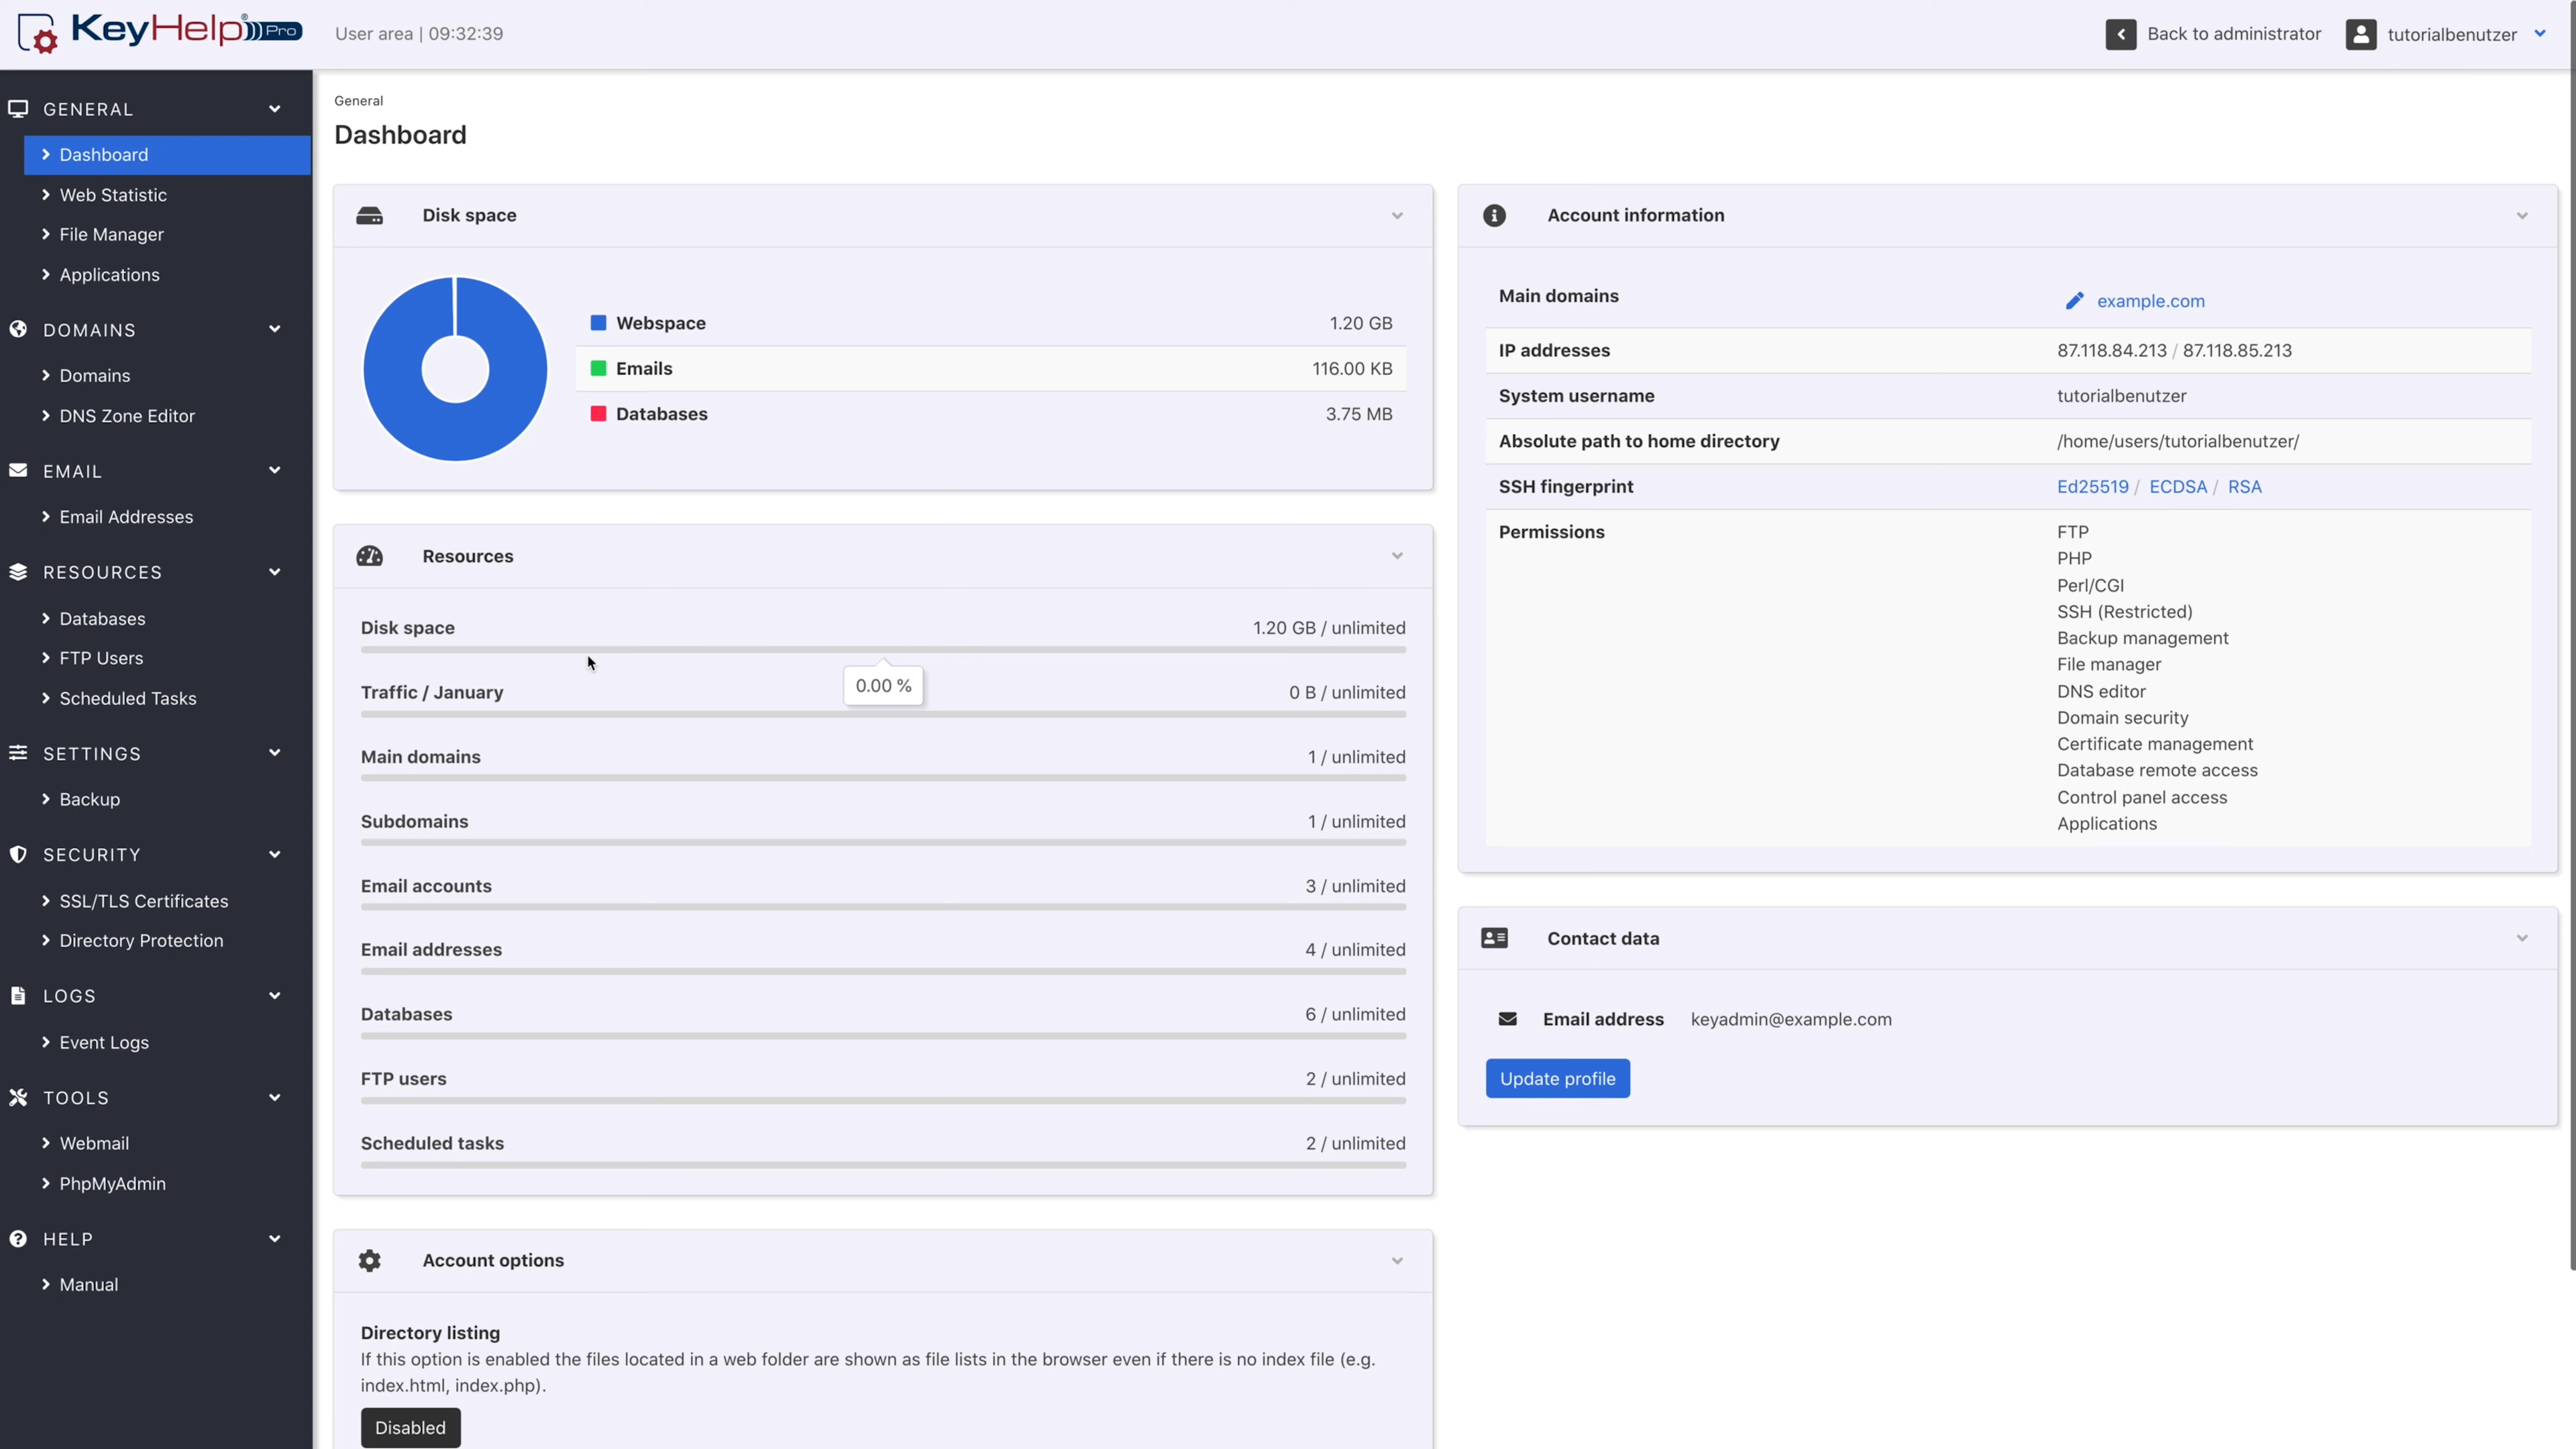 KeyHelp® Pro
User area | 09:32:39
Back to administrator
tutorialbenutzer
GENERAL
Dashboard
Web Statistic
File Manager
Applications
DOMAINS
Domains
DNS Zone Editor
EMAIL
Email Addresses
RESOURCES
Databases
FTP Users
Scheduled Tasks
SETTINGS
Backup
SECURITY
SSL/TLS Certificates
Directory Protection
LOGS
Event Logs
TOOLS
Webmail
PhpMyAdmin
HELP
Manual
General
Dashboard
Disk space
Webspace 1.20 GB
Emails 116.00 KB
Databases 3.75 MB
Resources
Disk space 1.20 GB / unlimited
0.00 %
Traffic / January 0 B / unlimited
Main domains 1 / unlimited
Subdomains 1 / unlimited
Email accounts 3 / unlimited
Email addresses 4 / unlimited
Databases 6 / unlimited
FTP users 2 / unlimited
Scheduled tasks 2 / unlimited
Account options
Directory listing
If this option is enabled the files located in a web folder are shown as file lists in the browser even if there is no index file (e.g.
index.html, index.php).
Disabled
Account information
Main domains example.com
IP addresses 87.118.84.213 / 87.118.85.213
System username tutorialbenutzer
Absolute path to home directory /home/users/tutorialbenutzer/
SSH fingerprint Ed25519 / ECDSA / RSA
Permissions FTP
PHP
Perl/CGI
SSH (Restricted)
Backup management
File manager
DNS editor
Domain security
Certificate management
Database remote access
Control panel access
Applications
Contact data
Email address keyadmin@example.com
Update profile